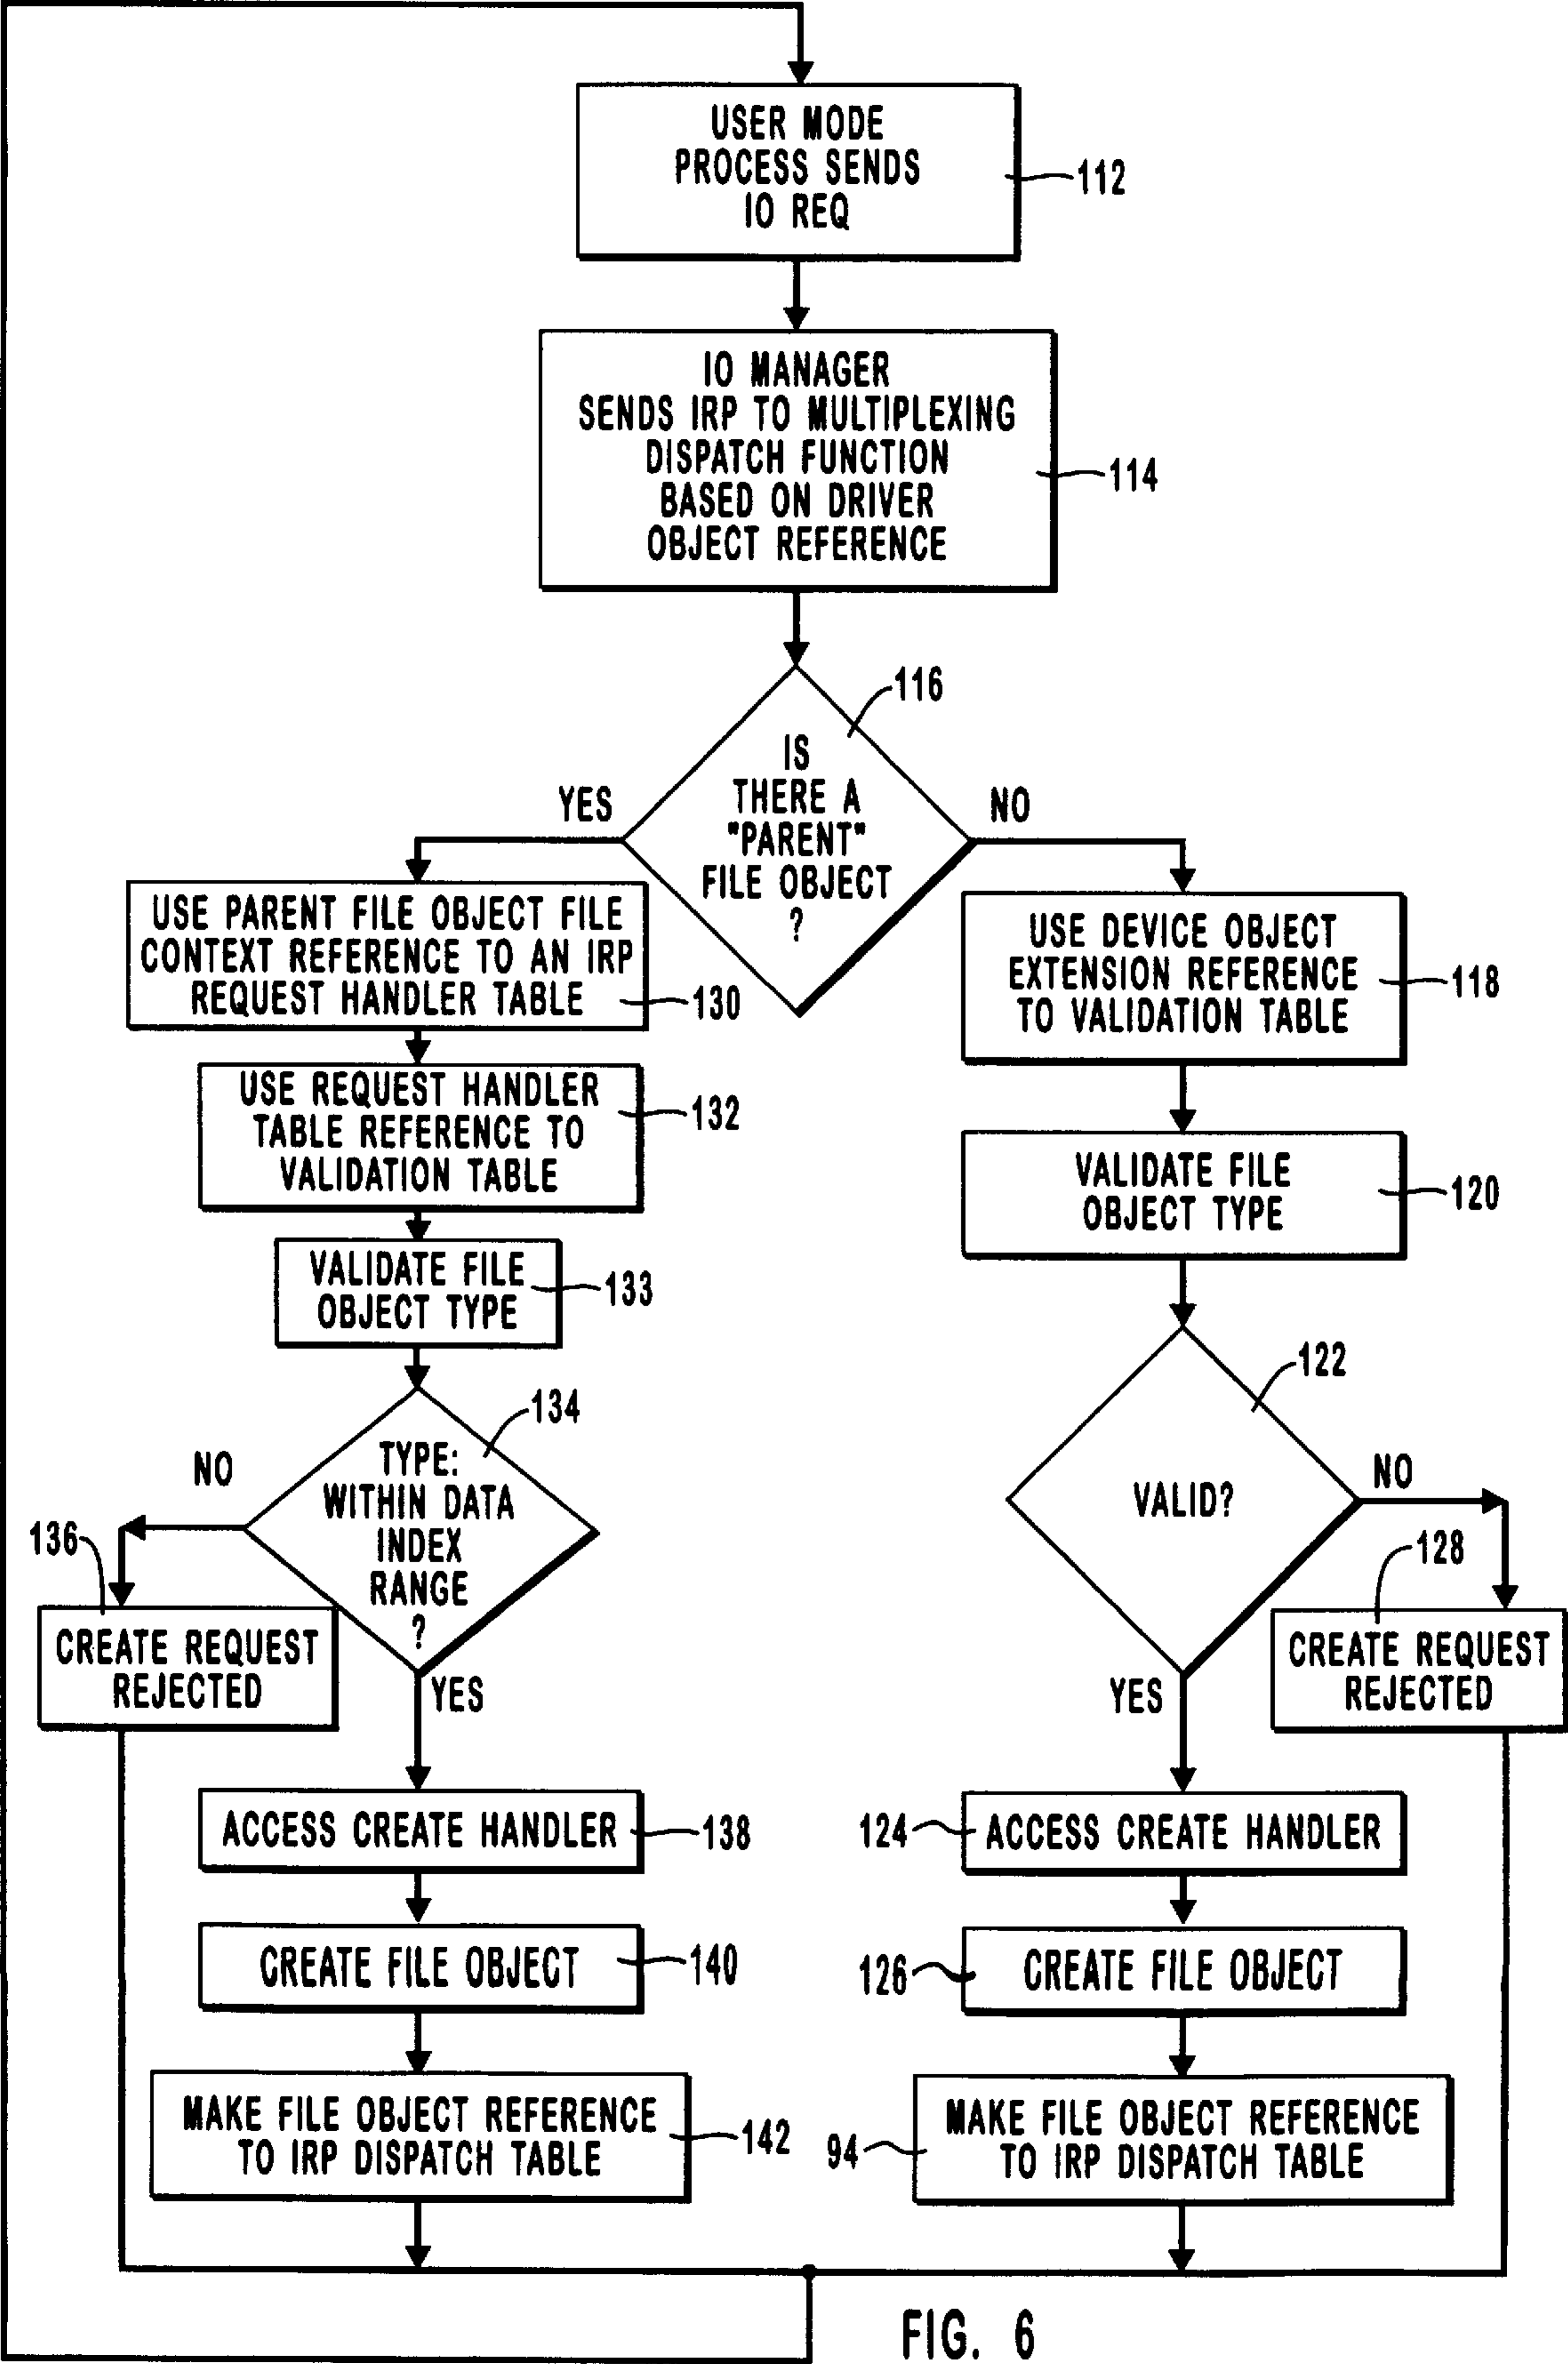 USER MODE
PROCESS SENDS
IO REQ
112
IO MANAGER
SENDS IRP TO MULTIPLEXING
DISPATCH FUNCTION
BASED ON DRIVER
OBJECT REFERENCE
114
116
IS
THERE A
"PARENT"
FILE OBJECT
?
YES
NO
USE PARENT FILE OBJECT FILE
CONTEXT REFERENCE TO AN IRP
REQUEST HANDLER TABLE
130
USE REQUEST HANDLER
TABLE REFERENCE TO
VALIDATION TABLE
132
VALIDATE FILE
OBJECT TYPE
133
134
TYPE:
WITHIN DATA
INDEX
RANGE
?
NO
136
CREATE REQUEST
REJECTED
YES
ACCESS CREATE HANDLER
138
CREATE FILE OBJECT
140
MAKE FILE OBJECT REFERENCE
TO IRP DISPATCH TABLE
142
USE DEVICE OBJECT
EXTENSION REFERENCE
TO VALIDATION TABLE
118
VALIDATE FILE
OBJECT TYPE
120
122
VALID?
NO
128
CREATE REQUEST
REJECTED
YES
124
ACCESS CREATE HANDLER
126
CREATE FILE OBJECT
94
MAKE FILE OBJECT REFERENCE
TO IRP DISPATCH TABLE
FIG. 6